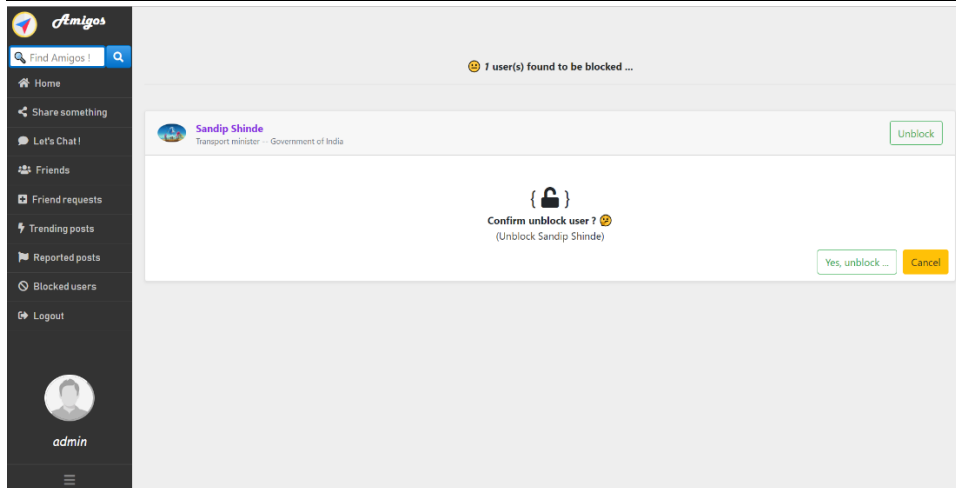 Amigos
Find Amigos !
Home
Share something
Let's Chat!
Friends
Friend requests
Trending posts
Reported posts
Blocked users
Logout
admin
1 user(s) found to be blocked ...
Sandip Shinde
Transport minister -- Government of India
Unblock
{ }
Confirm unblock user ?
(Unblock Sandip Shinde)
Yes, unblock ...
Cancel